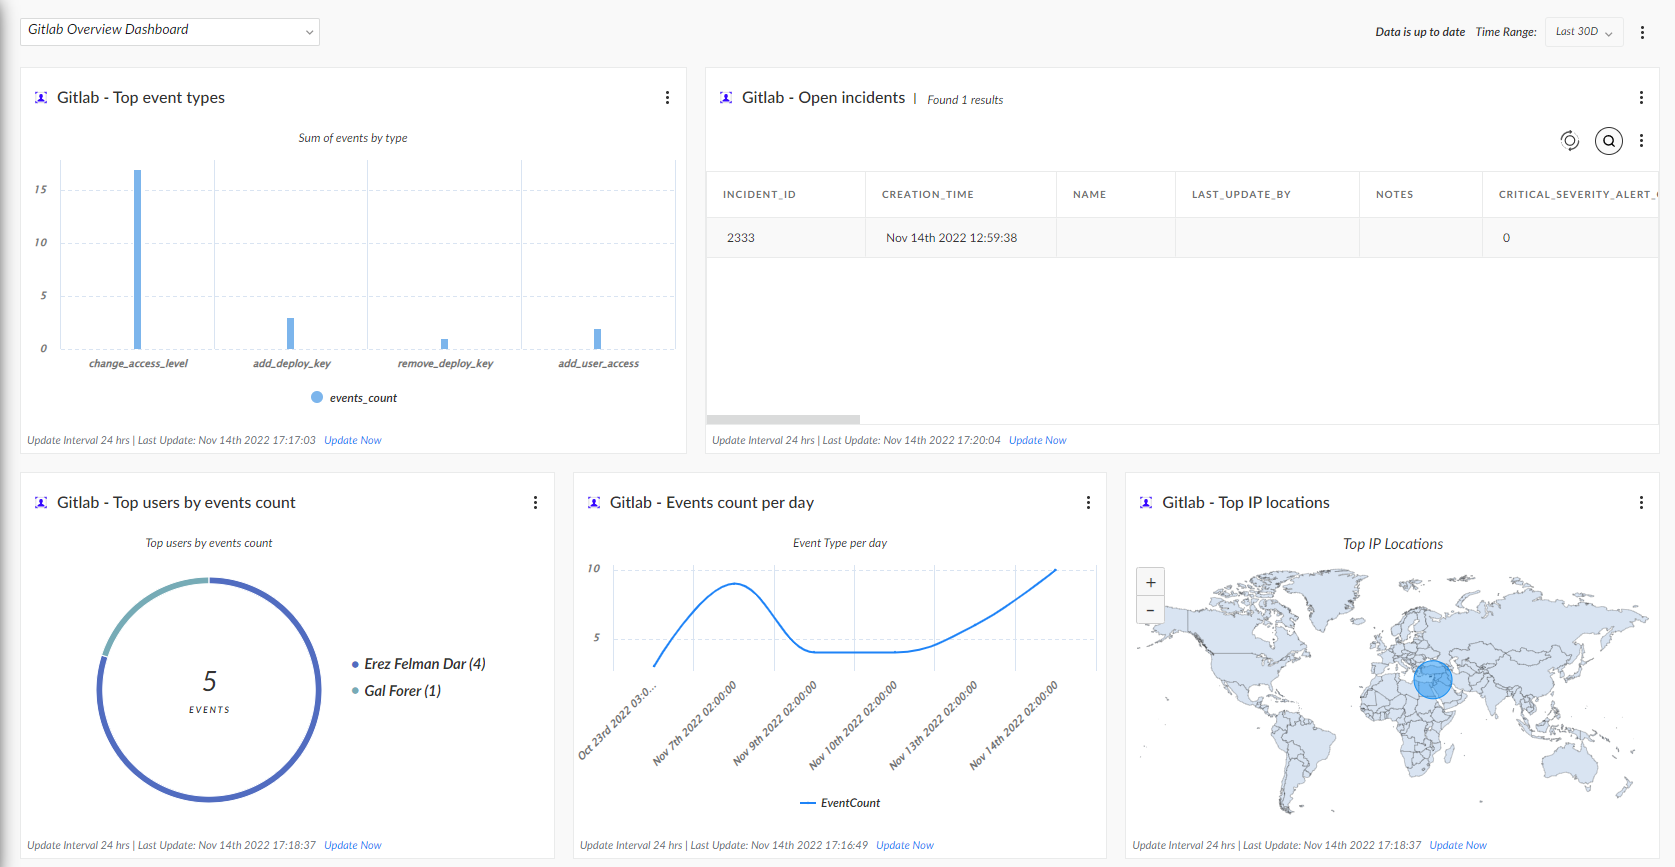 Gitlab Overview Dashboard
Data is up to date Time Range: Last 30D
Gitlab - Top event types
Sum of events by type
15
10
5
0
change_access_level add_deploy_key remove_deploy_key add_user_access
events_count
Update Interval 24 hrs | Last Update: Nov 14th 2022 17:17:03 Update Now
Gitlab - Open incidents | Found 1 results
INCIDENT_ID CREATION_TIME NAME LAST_UPDATE_BY NOTES CRITICAL_SEVERITY_ALERT_
2333 Nov 14th 2022 12:59:38 0
Update Interval 24 hrs | Last Update: Nov 14th 2022 17:20:04 Update Now
Gitlab - Top users by events count
Top users by events count
5
EVENTS
Erez Felman Dar (4)
Gal Forer (1)
Update Interval 24 hrs | Last Update: Nov 14th 2022 17:18:37 Update Now
Gitlab - Events count per day
Event Type per day
10
5
Oct 23rd 2022 03:0...
Nov 7th 2022 02:00:00
Nov 9th 2022 02:00:00
Nov 10th 2022 02:00:00
Nov 13th 2022 02:00:00
Nov 14th 2022 02:00:00
EventCount
Update Interval 24 hrs | Last Update: Nov 14th 2022 17:16:49 Update Now
Gitlab - Top IP locations
Top IP Locations
+
-
Update Interval 24 hrs | Last Update: Nov 14th 2022 17:18:37 Update Now